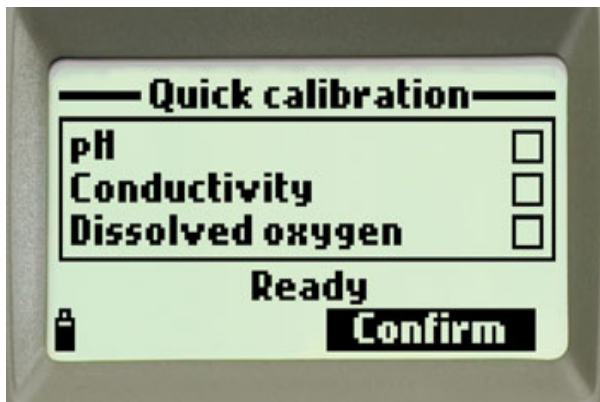 Quick calibration
pH
Conductivity
Dissolved oxygen
Ready
Confirm